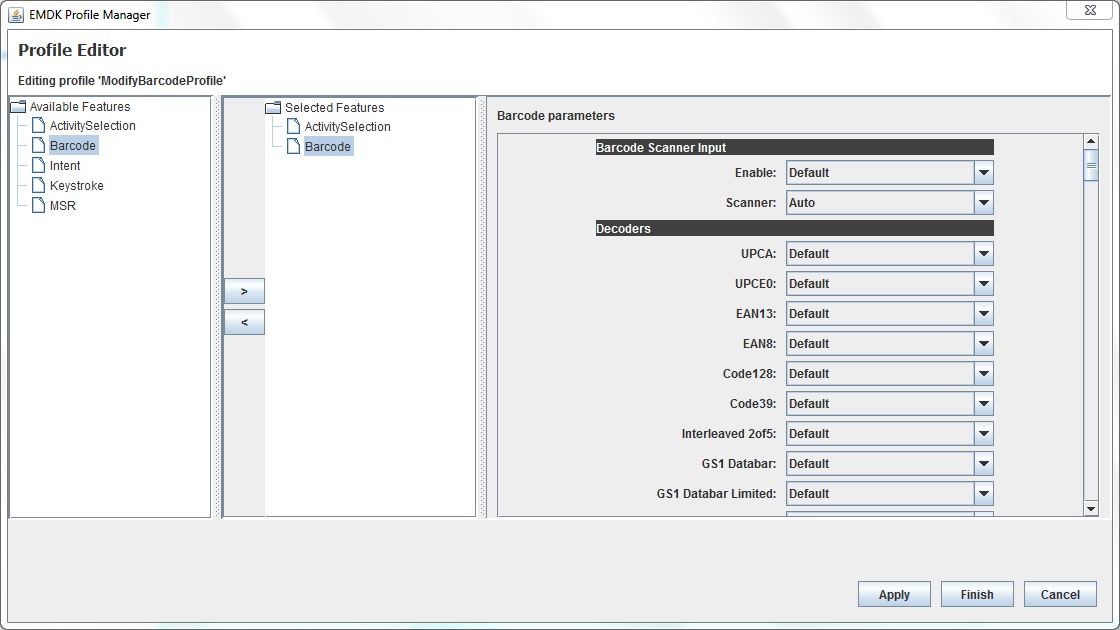 EMDK Profile Manager
Profile Editor
Editing profile 'ModifyBarcodeProfile'
Available Features
ActivitySelection
Barcode
Intent
Keystroke
MSR
>
<
Selected Features
ActivitySelection
Barcode
Barcode parameters
Barcode Scanner Input
Enable: Default
Scanner: Auto
Decoders
UPCA: Default
UPCE0: Default
EAN13: Default
EAN8: Default
Code128: Default
Code39: Default
Interleaved 2of5: Default
GS1 Databar: Default
GS1 Databar Limited: Default
Apply Finish Cancel